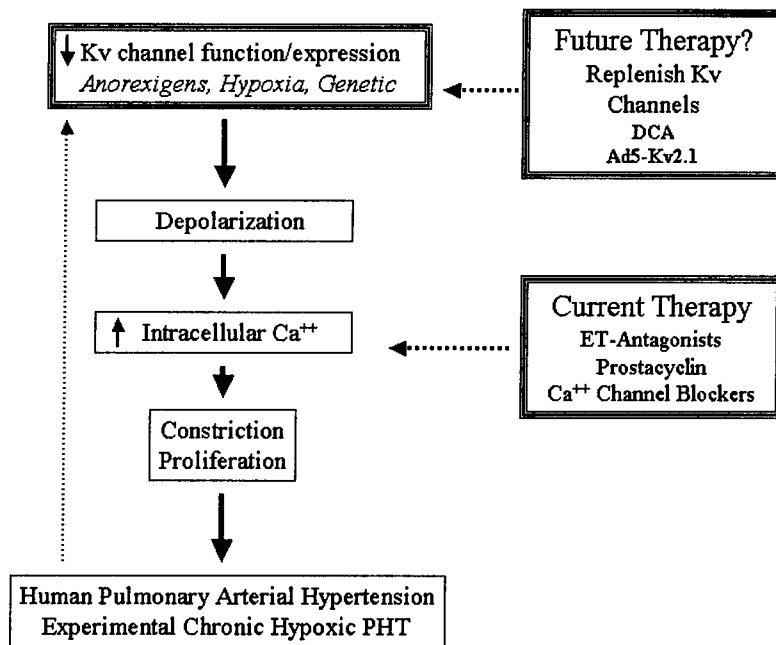 ↓ Kv channel function/expression
Anorexigens, Hypoxia, Genetic
Depolarization
↑ Intracellular Ca⁺⁺
Constriction
Proliferation
Human Pulmonary Arterial Hypertension
Experimental Chronic Hypoxic PHT
Future Therapy?
Replenish Kv
Channels
DCA
Ad5-Kv2.1
Current Therapy
ET-Antagonists
Prostacyclin
Ca⁺⁺ Channel Blockers